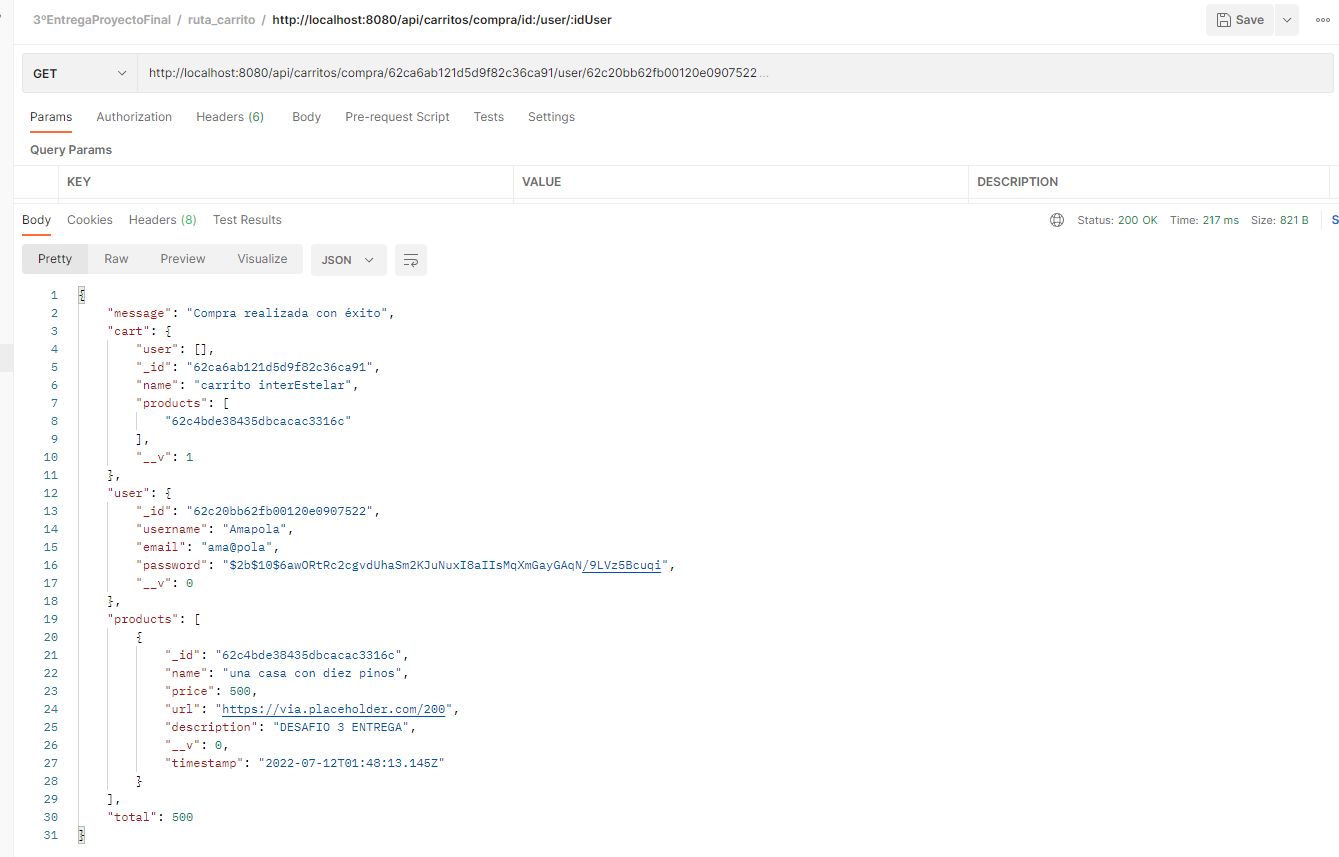 3ºEntregaProyectoFinal / ruta_carrito / http://localhost:8080/api/carritos/compra/id:/user/:idUser Save
GET http://localhost:8080/api/carritos/compra/62ca6ab121d5d9f82c36ca91/user/62c20bb62fb00120e0907522...
Params Authorization Headers (6) Body Pre-request Script Tests Settings
Query Params
KEY VALUE DESCRIPTION
Body Cookies Headers (8) Test Results Status: 200 OK Time: 217 ms Size: 821 B S
Pretty Raw Preview Visualize JSON
1 {
2 "message": "Compra realizada con éxito",
3 "cart": {
4 "user": [],
5 "_id": "62ca6ab121d5d9f82c36ca91",
6 "name": "carrito interEstelar",
7 "products": [
8 "62c4bde38435dbcacac3316c"
9 ],
10 "__v": 1
11 },
12 "user": {
13 "_id": "62c20bb62fb00120e0907522",
14 "username": "Amapola",
15 "email": "ama@pola",
16 "password": "$2b$10$6awORtRc2cgvdUhaSm2KJuNuxI8aIIsMqXmGayGAqN/9LVz5Bcuqi",
17 "__v": 0
18 },
19 "products": [
20 {
21 "_id": "62c4bde38435dbcacac3316c",
22 "name": "una casa con diez pinos",
23 "price": 500,
24 "url": "https://via.placeholder.com/200",
25 "description": "DESAFIO 3 ENTREGA",
26 "__v": 0,
27 "timestamp": "2022-07-12T01:48:13.145Z"
28 }
29 ],
30 "total": 500
31 }